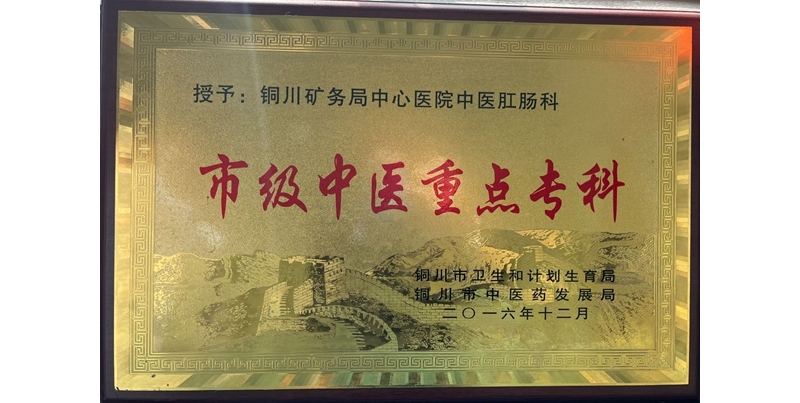 授予：铜川矿务局中心医院中医肛肠科
市级中医重点专科
铜川市卫生和计划生育局
铜川市中医药发展局
二〇一六年十二月